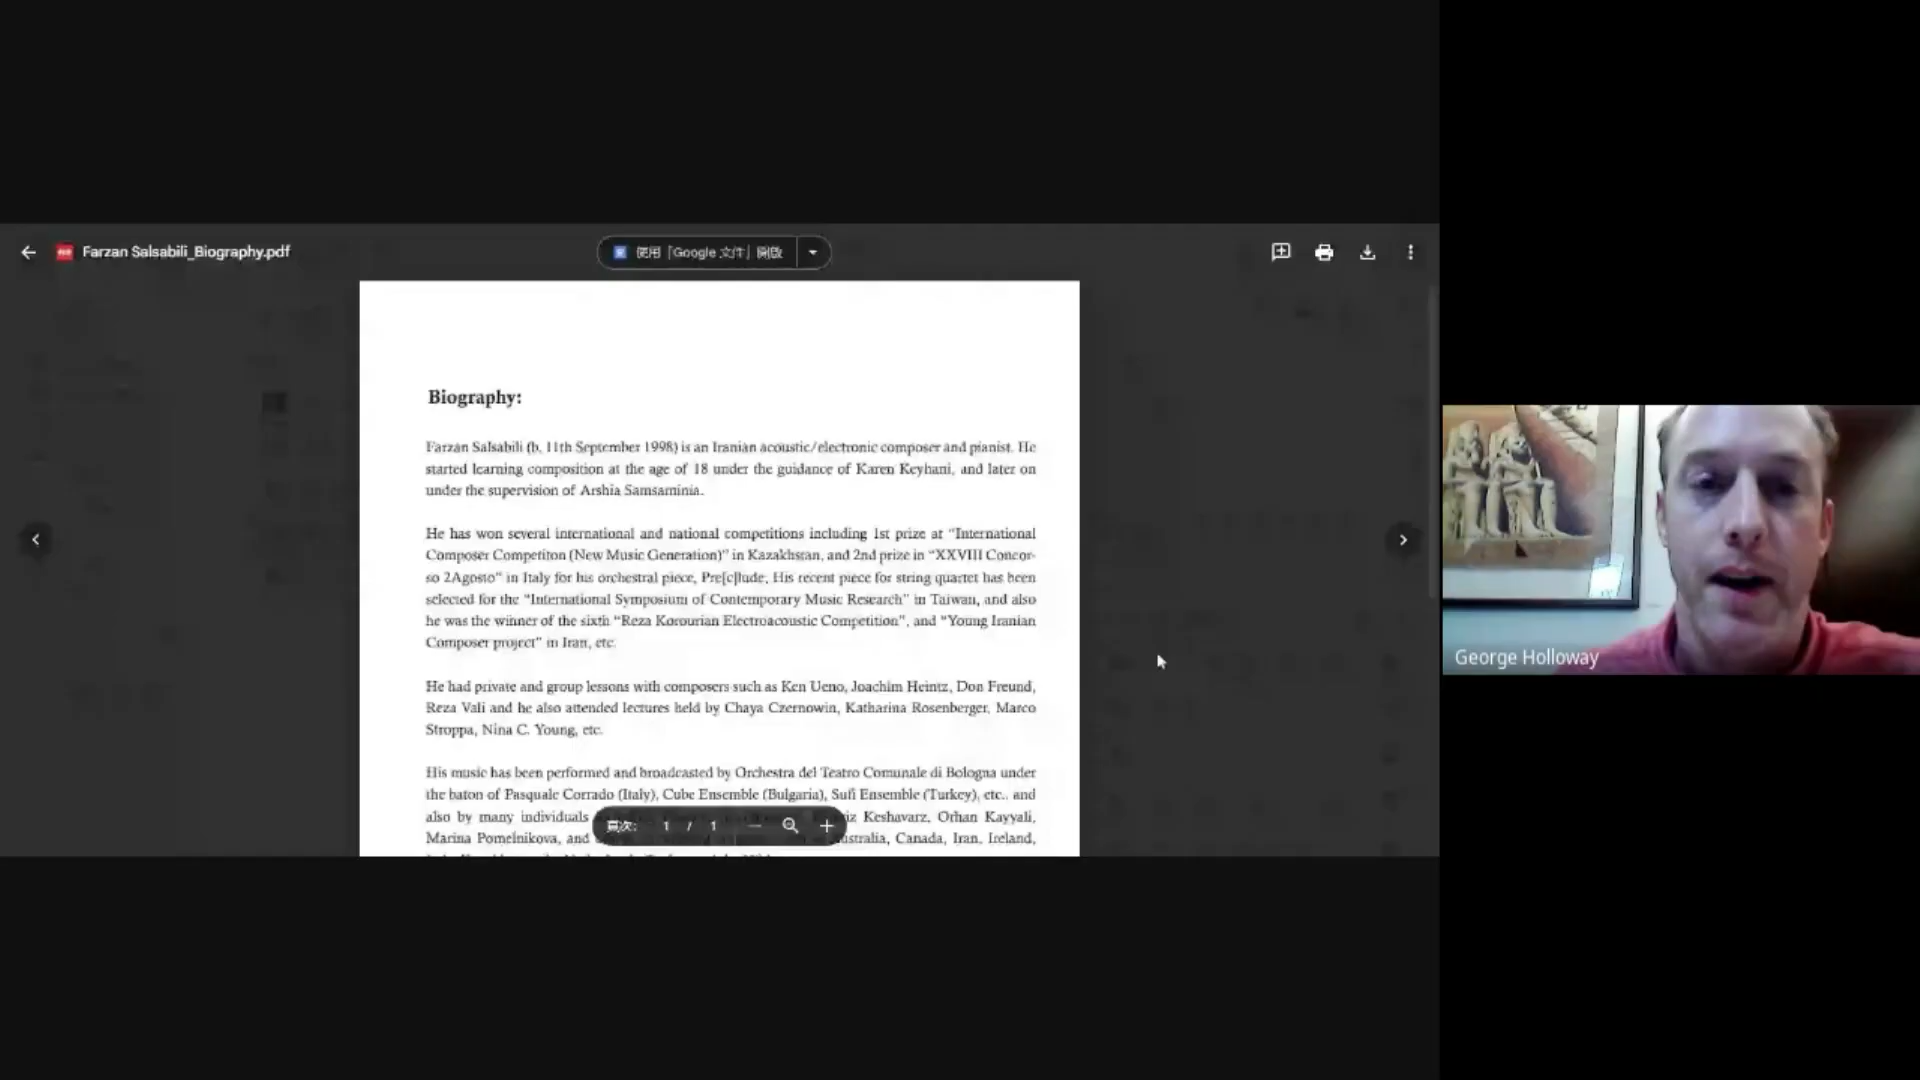 Farzan Salsabili_Biography.pdf
使用「Google 文件」開啟
Biography:
Farzan Salsabili (b. 11th September 1998) is an Iranian acoustic/electronic composer and pianist. He
started learning composition at the age of 18 under the guidance of Karen Keyhani, and later on
under the supervision of Arshia Samsaminia.
He has won several international and national competitions including 1st prize at “International
Composer Competiton (New Music Generation)” in Kazakhstan, and 2nd prize in “XXVIII Concor-
so 2Agosto” in Italy for his orchestral piece, Pre[c]lude. His recent piece for string quartet has been
selected for the “International Symposium of Contemporary Music Research” in Taiwan, and also
he was the winner of the sixth “Reza Korourian Electroacoustic Competition”, and “Young Iranian
Composer project” in Iran, etc.
He had private and group lessons with composers such as Ken Ueno, Joachim Heintz, Don Freund,
Reza Vali and he also attended lectures held by Chaya Czernowin, Katharina Rosenberger, Marco
Stroppa, Nina C. Young, etc.
His music has been performed and broadcasted by Orchestra del Teatro Comunale di Bologna under
the baton of Pasquale Corrado (Italy), Cube Ensemble (Bulgaria), Sufi Ensemble (Turkey), etc.. and
also by many individuals Keshavarz, Orhan Kayyali,
Marina Pomelnikova, and Australia, Canada, Iran, Ireland,
頁次: 1 / 1
George Holloway